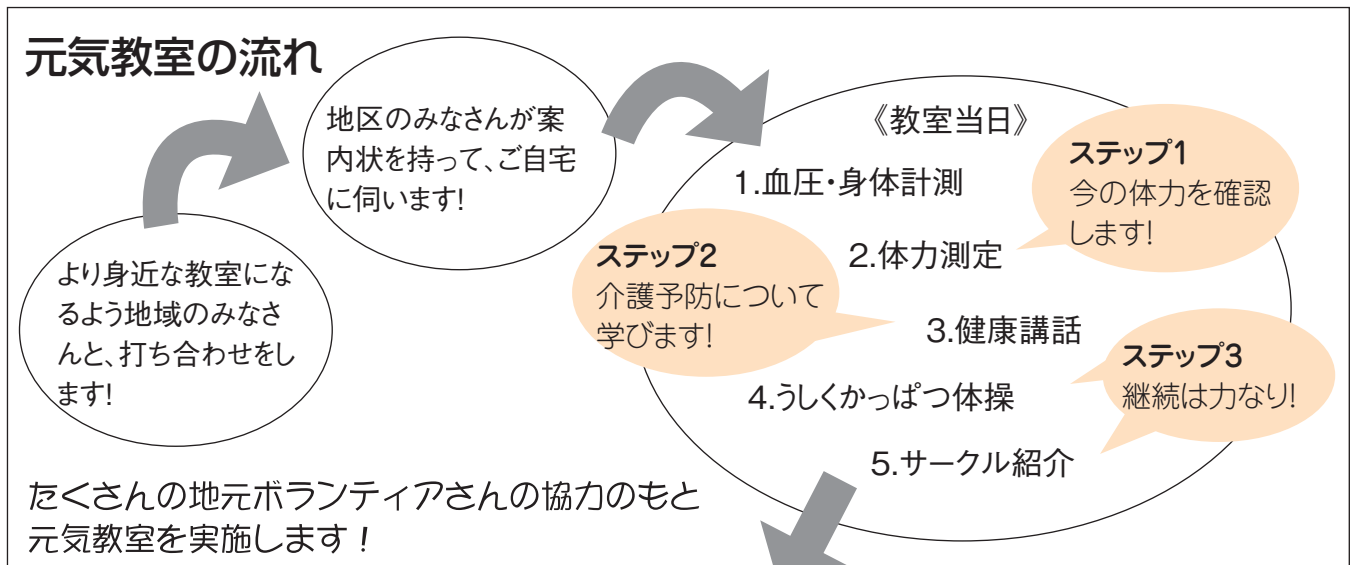 元気教室の流れ
より身近な教室にな
るよう地域のみなさ
んと、打ち合わせをし
ます!
地区のみなさんが案
内状を持って、ご自宅
に伺います!
《教室当日》
1.血圧・身体計測
2.体力測定
ステップ1
今の体力を確認
します!
3.健康講話
ステップ2
介護予防について
学びます!
4.うしくかっぱつ体操
5.サークル紹介
ステップ3
継続は力なり!
たくさんの地元ボランティアさんの協力のもと
元気教室を実施します!